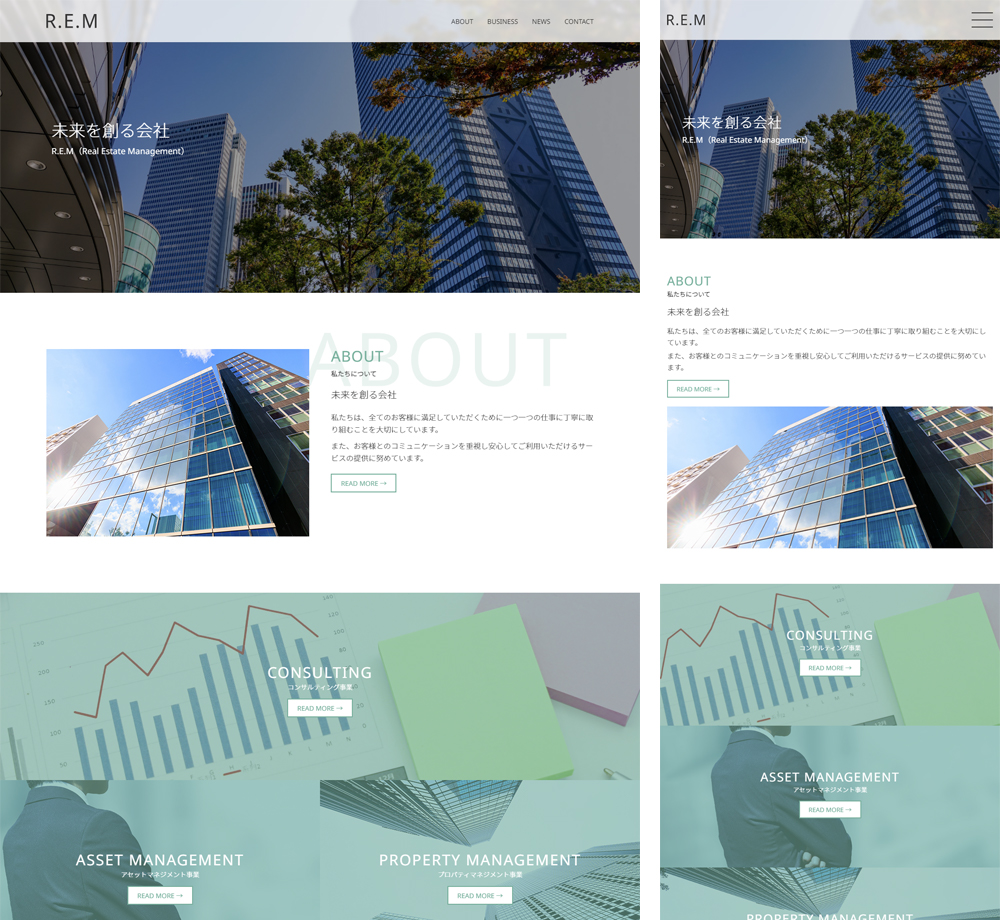 R.E.M
ABOUT BUSINESS NEWS CONTACT
未来を創る会社
R.E.M（Real Estate Management）
ABOUT
ABOUT
私たちについて
未来を創る会社
私たちは、全てのお客様に満足していただくために一つ一つの仕事に丁寧に取
り組むことを大切にしています。
また、お客様とのコミュニケーションを重視し安心してご利用いただけるサー
ビスの提供に努めています。
READ MORE →
CONSULTING
コンサルティング事業
READ MORE →
ASSET MANAGEMENT
アセットマネジメント事業
READ MORE →
PROPERTY MANAGEMENT
プロパティマネジメント事業
READ MORE →
R.E.M
未来を創る会社
R.E.M（Real Estate Management）
ABOUT
私たちについて
未来を創る会社
私たちは、全てのお客様に満足していただくために一つ一つの仕事に丁寧に取り組むことを大切にし
ています。
また、お客様とのコミュニケーションを重視し安心してご利用いただけるサービスの提供に努めてい
ます。
READ MORE →
CONSULTING
コンサルティング事業
READ MORE →
ASSET MANAGEMENT
アセットマネジメント事業
READ MORE →
PROPERTY MANAGEMENT